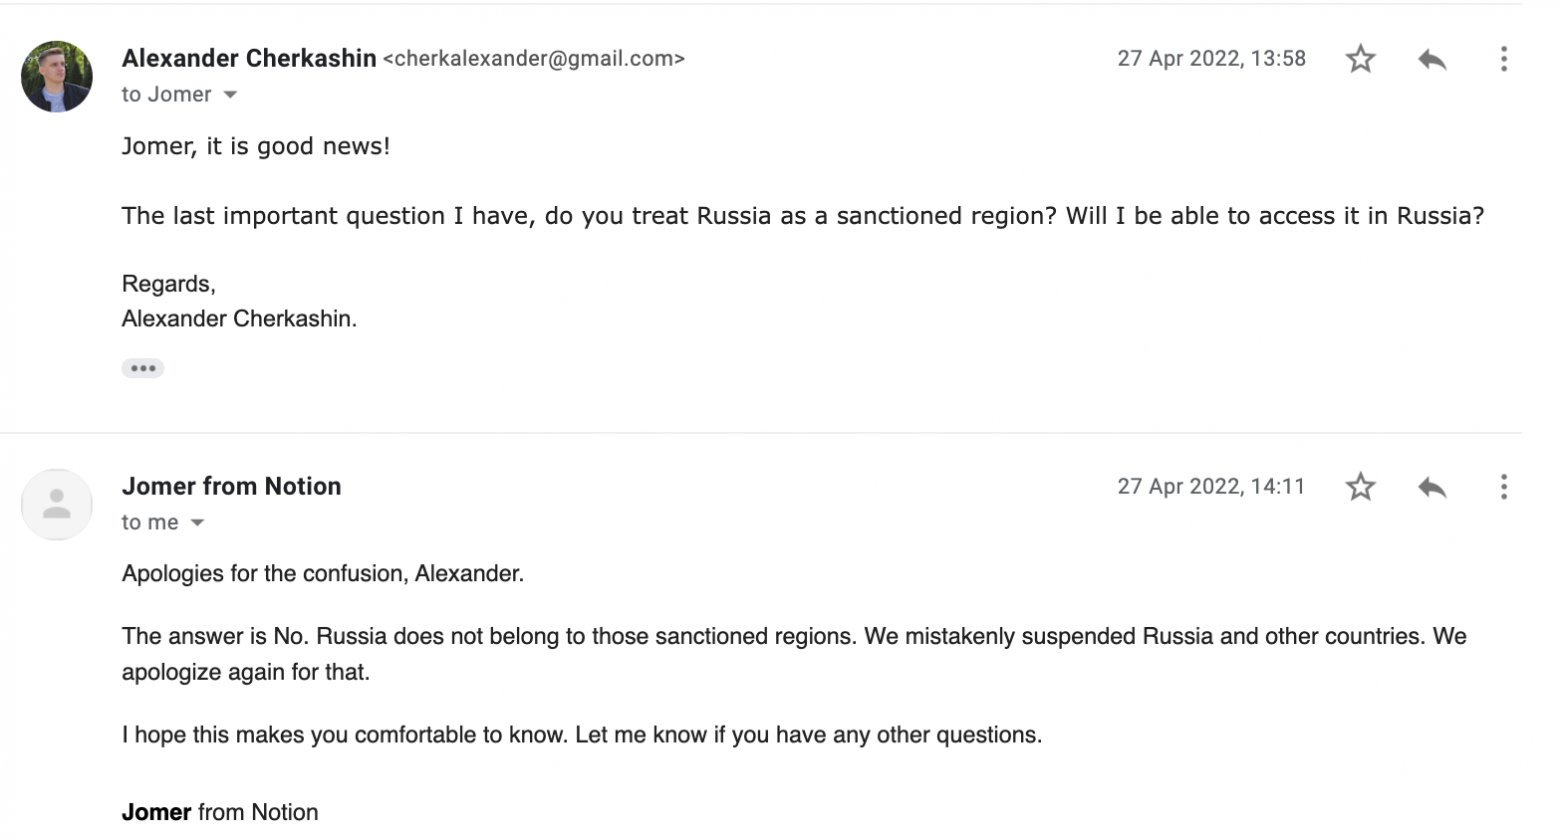 Alexander Cherkashin <cherkalexander@gmail.com> 27 Apr 2022, 13:58
to Jomer
Jomer, it is good news!
The last important question I have, do you treat Russia as a sanctioned region? Will I be able to access it in Russia?
Regards,
Alexander Cherkashin.
Jomer from Notion 27 Apr 2022, 14:11
to me
Apologies for the confusion, Alexander.
The answer is No. Russia does not belong to those sanctioned regions. We mistakenly suspended Russia and other countries. We
apologize again for that.
I hope this makes you comfortable to know. Let me know if you have any other questions.
Jomer from Notion